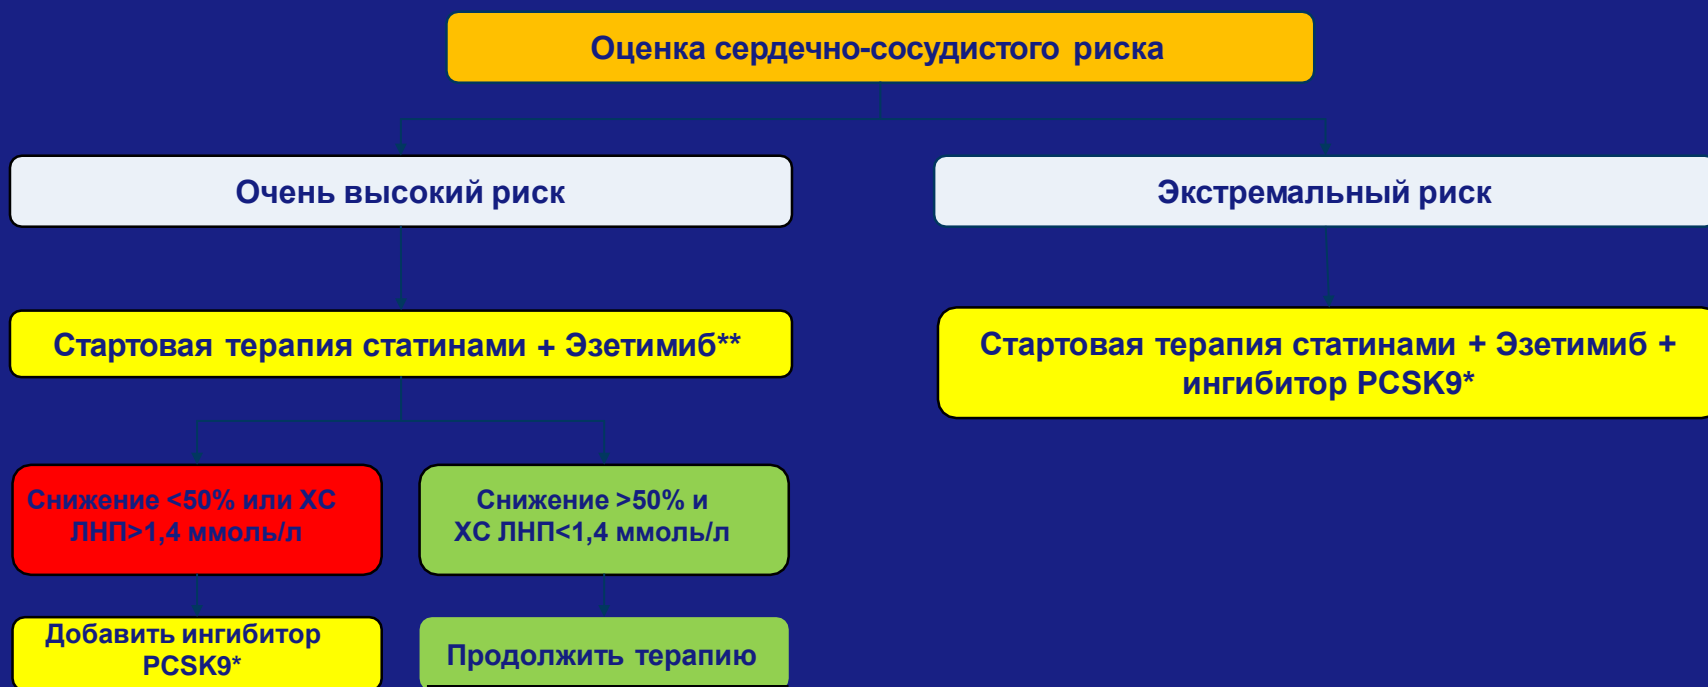 Оценка сердечно-сосудистого риска
Очень высокий риск
Экстремальный риск
Стартовая терапия статинами + Эзетимиб**
Стартовая терапия статинами + Эзетимиб +
ингибитор PCSK9*
Снижение <50% или ХС
ЛНП>1,4 ммоль/л
Снижение >50% и
ХС ЛНП<1,4 ммоль/л
Добавить ингибитор
PCSK9*
Продолжить терапию